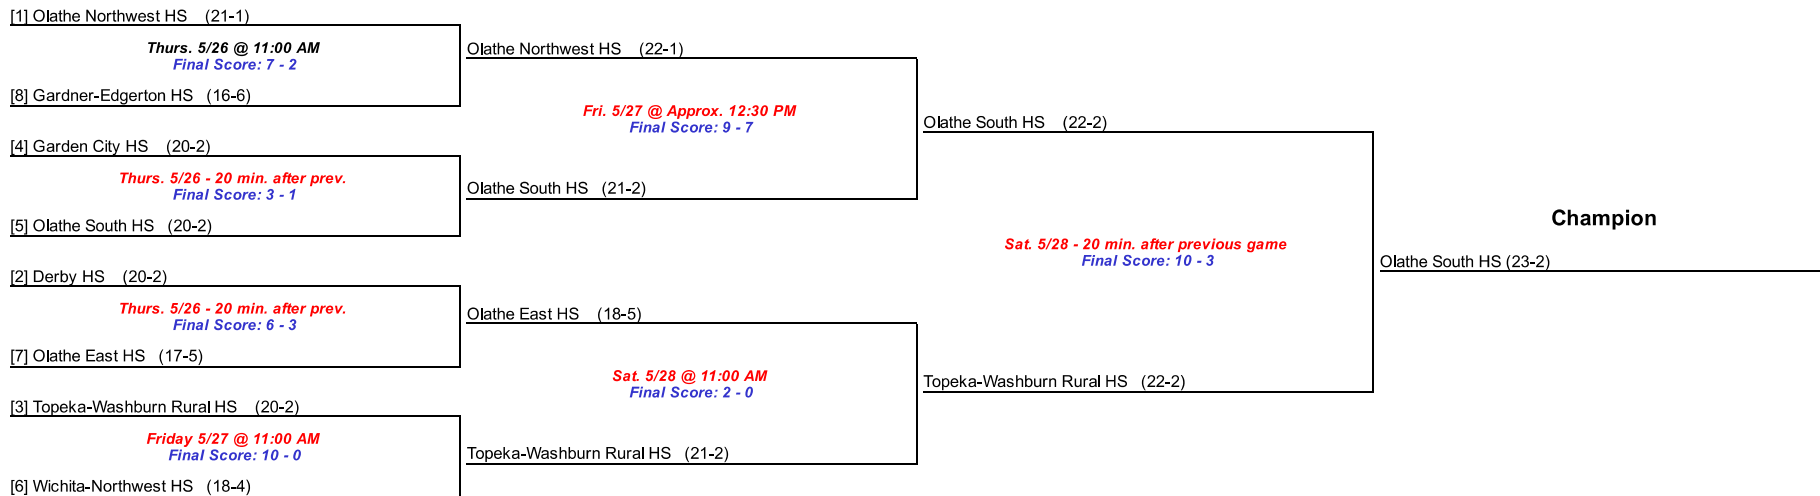 [1] Olathe Northwest HS (21-1)
Thurs. 5/26 @ 11:00 AM
Final Score: 7 - 2
[8] Gardner-Edgerton HS (16-6)
[4] Garden City HS (20-2)
Thurs. 5/26 - 20 min. after prev.
Final Score: 3 - 1
[5] Olathe South HS (20-2)
[2] Derby HS (20-2)
Thurs. 5/26 - 20 min. after prev.
Final Score: 6 - 3
[7] Olathe East HS (17-5)
[3] Topeka-Washburn Rural HS (20-2)
Friday 5/27 @ 11:00 AM
Final Score: 10 - 0
[6] Wichita-Northwest HS (18-4)
Olathe Northwest HS (22-1)
Fri. 5/27 @ Approx. 12:30 PM
Final Score: 9 - 7
Olathe South HS (21-2)
Olathe East HS (18-5)
Sat. 5/28 @ 11:00 AM
Final Score: 2 - 0
Topeka-Washburn Rural HS (21-2)
Olathe South HS (22-2)
Sat. 5/28 - 20 min. after previous game
Final Score: 10 - 3
Topeka-Washburn Rural HS (22-2)
Champion
Olathe South HS (23-2)